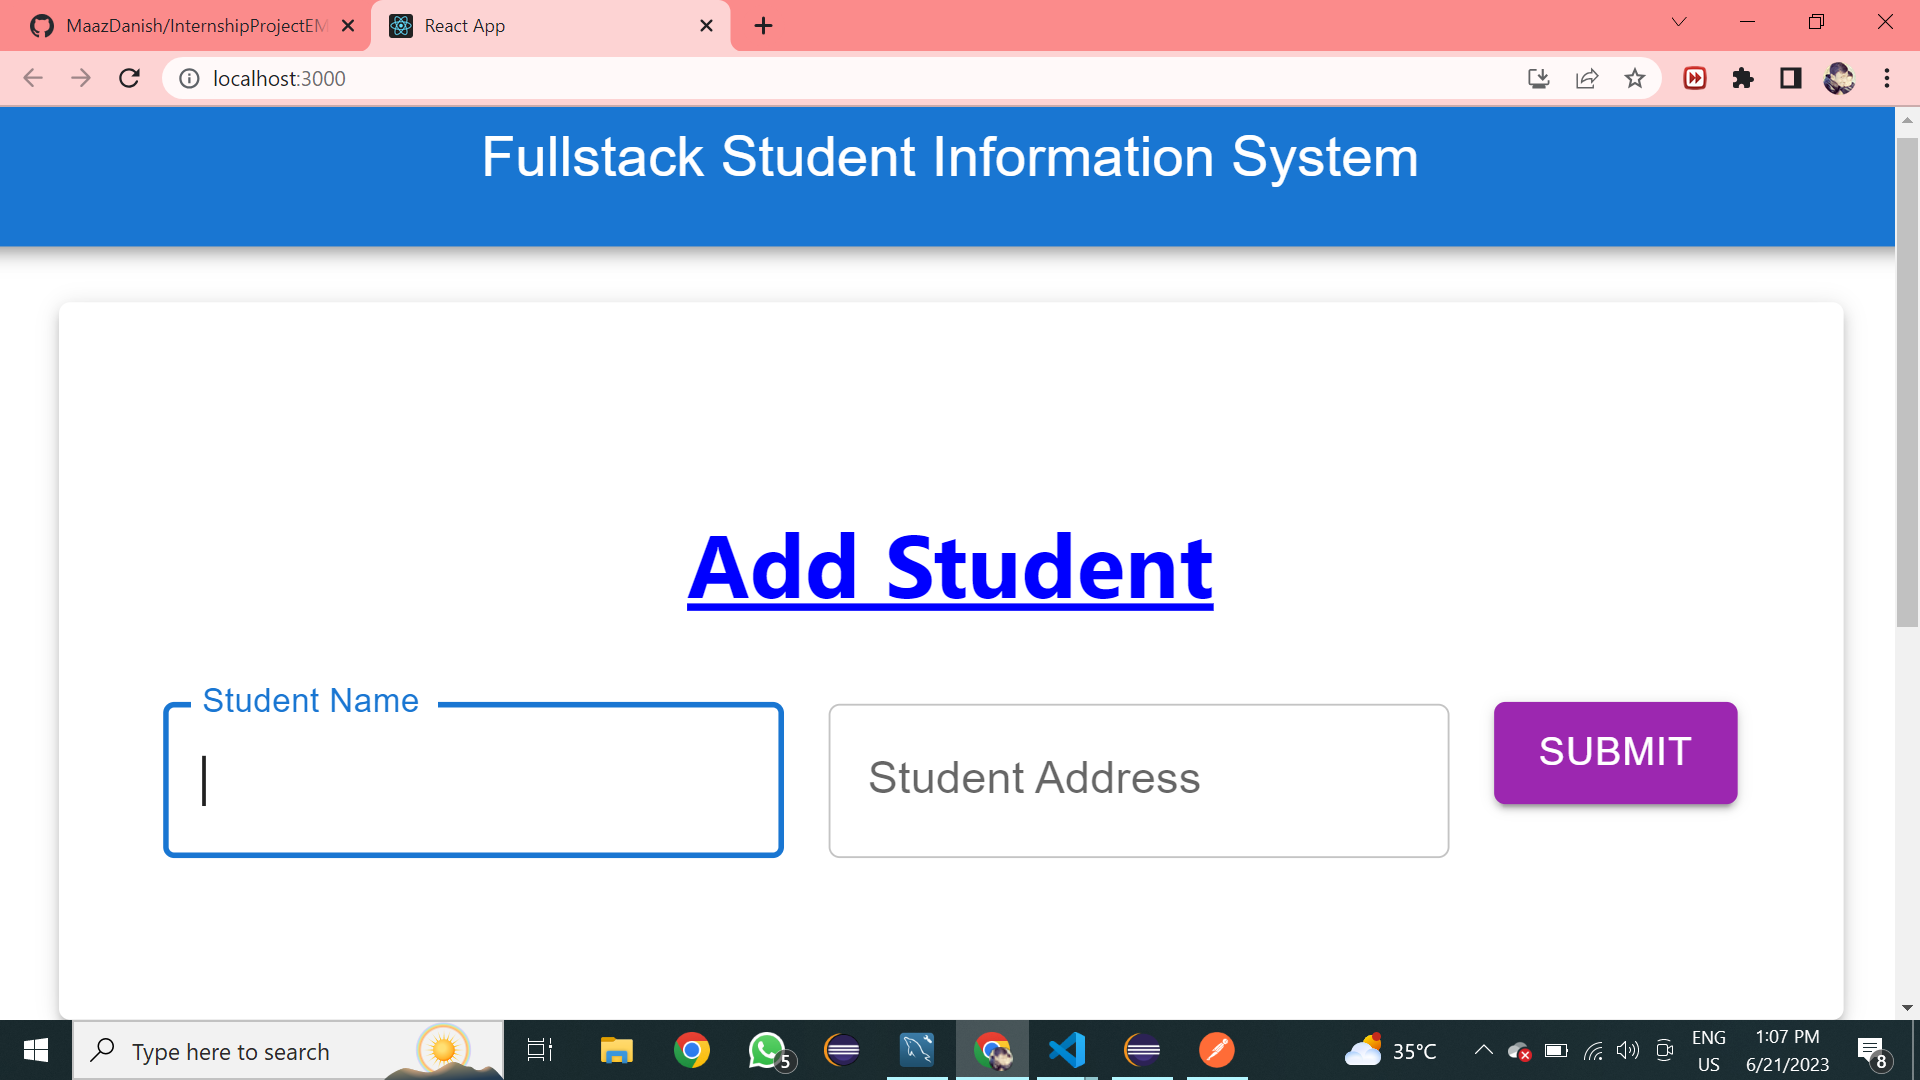 MaazDanish/InternshipProjectEM
React App
localhost:3000
Fullstack Student Information System
Add Student
Student Name
Student Address
SUBMIT
Type here to search
5
35°C
ENG
US
1:07 PM
6/21/2023
8